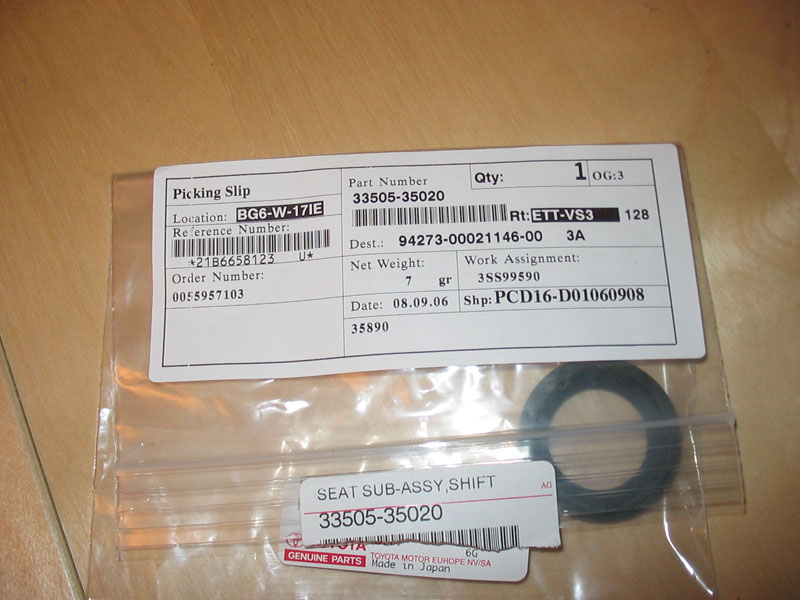 Picking Slip
Location: BG6-W-17IE
Reference Number:
*21B6658123 U*
Order Number:
0055957103
Part Number
33505-35020
Qty: 1
OG:3
Rt: ETT-VS3 128
Dest.: 94273-00021146-00 3A
Net Weight:
7 gr
Work Assignment:
3SS99590
Date: 08.09.06
Shp: PCD16-D01060908
35890
SEAT SUB-ASSY,SHIFT
AG
33505-35020
6G
TOYOTA
GENUINE PARTS
TOYOTA MOTOR EUROPE NV/SA
Made in Japan